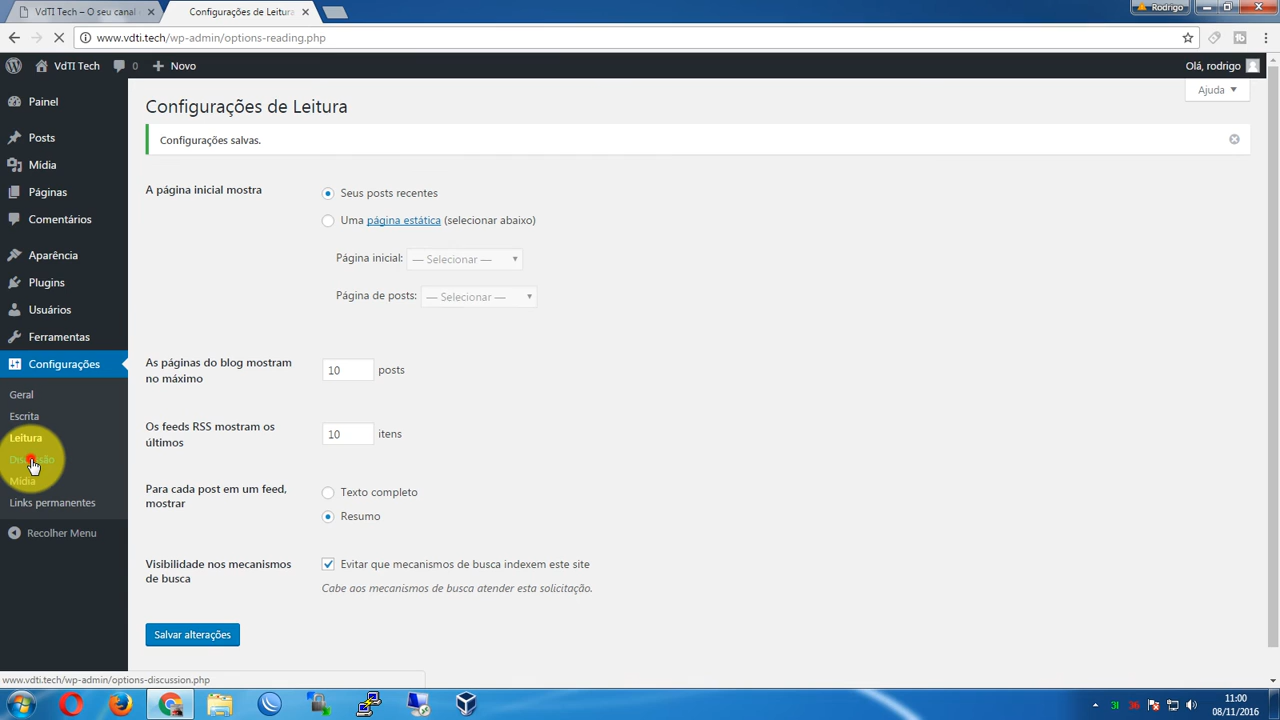 VdTI Tech – O seu canal
Configurações de Leitura
Rodrigo
www.vdti.tech/wp-admin/options-reading.php
VdTI Tech
0
Novo
Olá, rodrigo
Ajuda
Painel
Posts
Mídia
Páginas
Comentários
Aparência
Plugins
Usuários
Ferramentas
Configurações
Geral
Escrita
Leitura
Discussão
Mídia
Links permanentes
Recolher Menu
Configurações de Leitura
Configurações salvas.
A página inicial mostra
Seus posts recentes
Uma página estática (selecionar abaixo)
Página inicial: — Selecionar —
Página de posts: — Selecionar —
As páginas do blog mostram
no máximo
10 posts
Os feeds RSS mostram os
últimos
10 itens
Para cada post em um feed,
mostrar
Texto completo
Resumo
Visibilidade nos mecanismos
de busca
Evitar que mecanismos de busca indexem este site
Cabe aos mecanismos de busca atender esta solicitação.
Salvar alterações
www.vdti.tech/wp-admin/options-discussion.php
31
36
11:00
08/11/2016